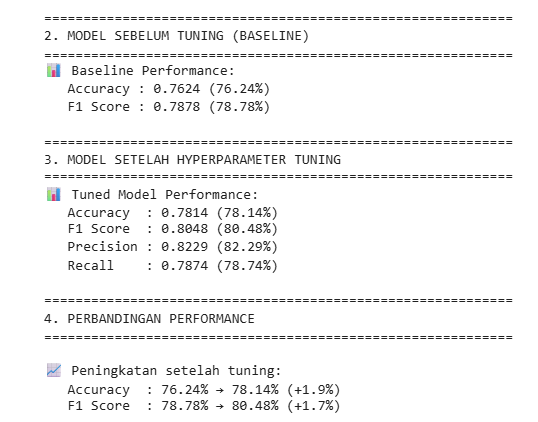 ============================================================
2. MODEL SEBELUM TUNING (BASELINE)
============================================================
📊 Baseline Performance:
Accuracy : 0.7624 (76.24%)
F1 Score : 0.7878 (78.78%)
============================================================
3. MODEL SETELAH HYPERPARAMETER TUNING
============================================================
📊 Tuned Model Performance:
Accuracy  : 0.7814 (78.14%)
F1 Score  : 0.8048 (80.48%)
Precision : 0.8229 (82.29%)
Recall    : 0.7874 (78.74%)
============================================================
4. PERBANDINGAN PERFORMANCE
============================================================
📈 Peningkatan setelah tuning:
Accuracy  : 76.24% → 78.14% (+1.9%)
F1 Score  : 78.78% → 80.48% (+1.7%)